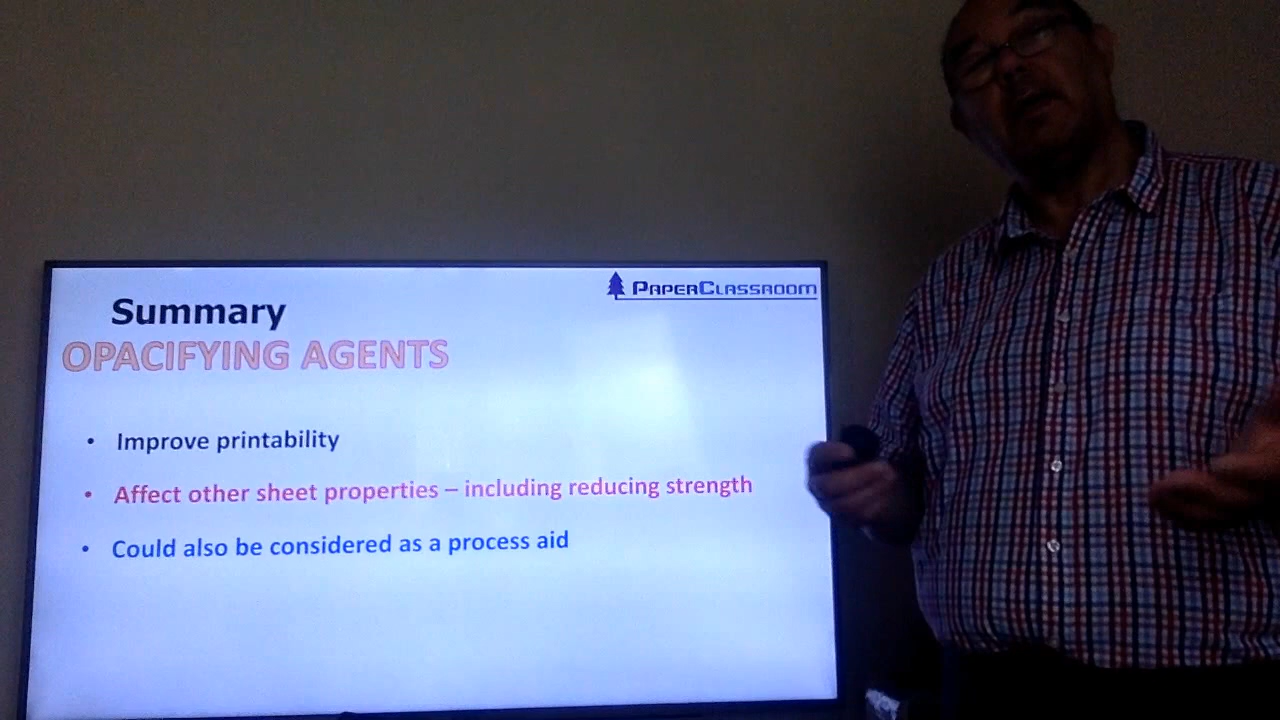 PAPERCLASSROOM
Summary
OPACIFYING AGENTS
• Improve printability
• Affect other sheet properties – including reducing strength
• Could also be considered as a process aid